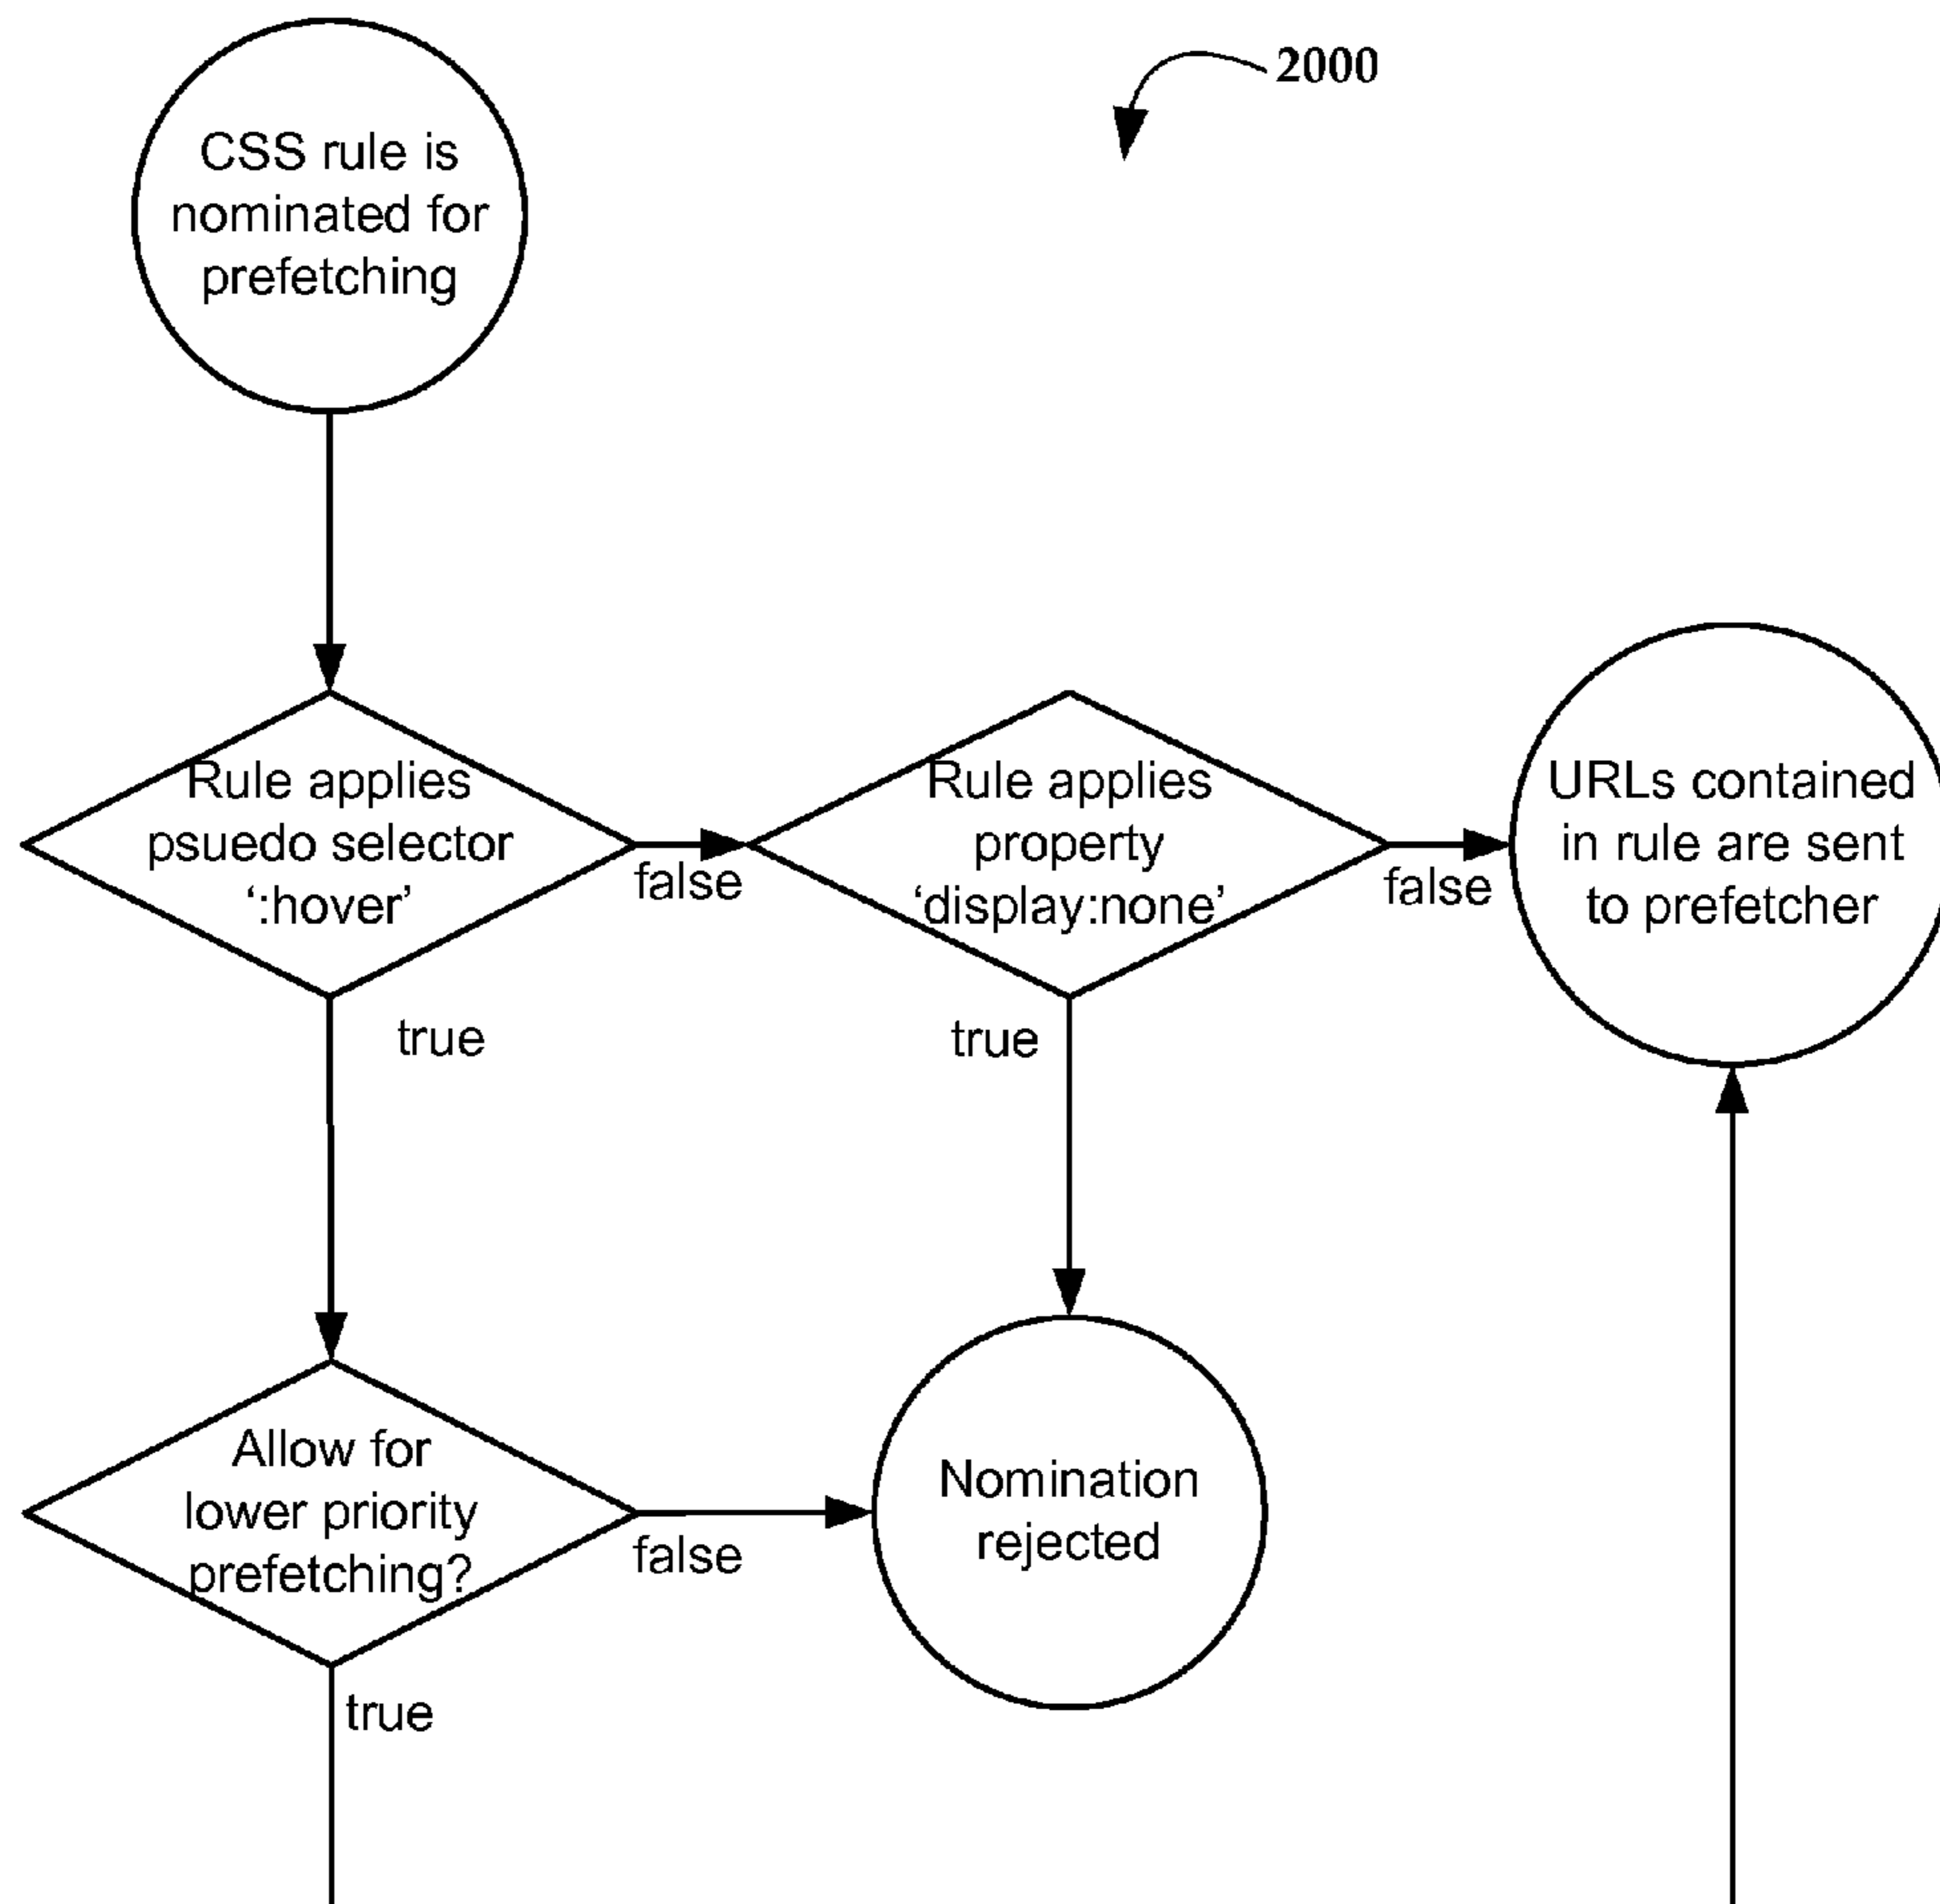 2000
CSS rule is
nominated for
prefetching
Rule applies
psuedo selector
‘:hover’
false
Rule applies
property
‘display:none’
false
URLs contained
in rule are sent
to prefetcher
true
true
Allow for
lower priority
prefetching?
false
Nomination
rejected
true